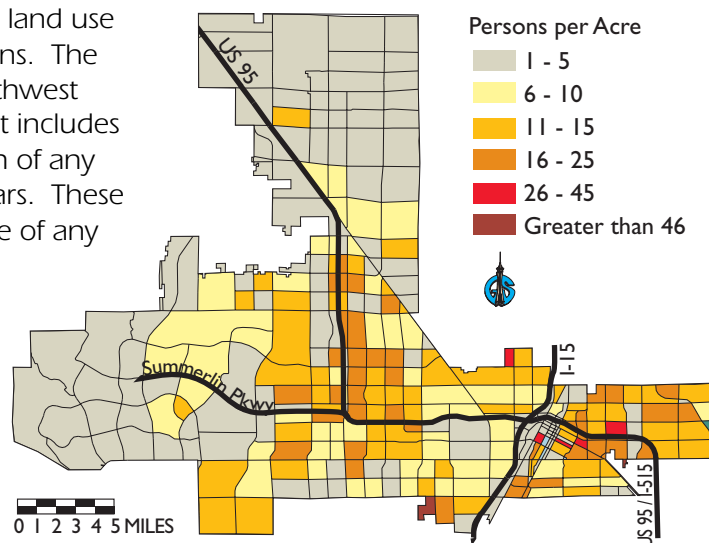 land use
ns. The
thwest
t includes
n of any
ars. These
e of any
Persons per Acre
1 - 5
6 - 10
11 - 15
16 - 25
26 - 45
Greater than 46
US 95
Summerlin Pkwy
I-15
US 95 / I-515
0 1 2 3 4 5 MILES